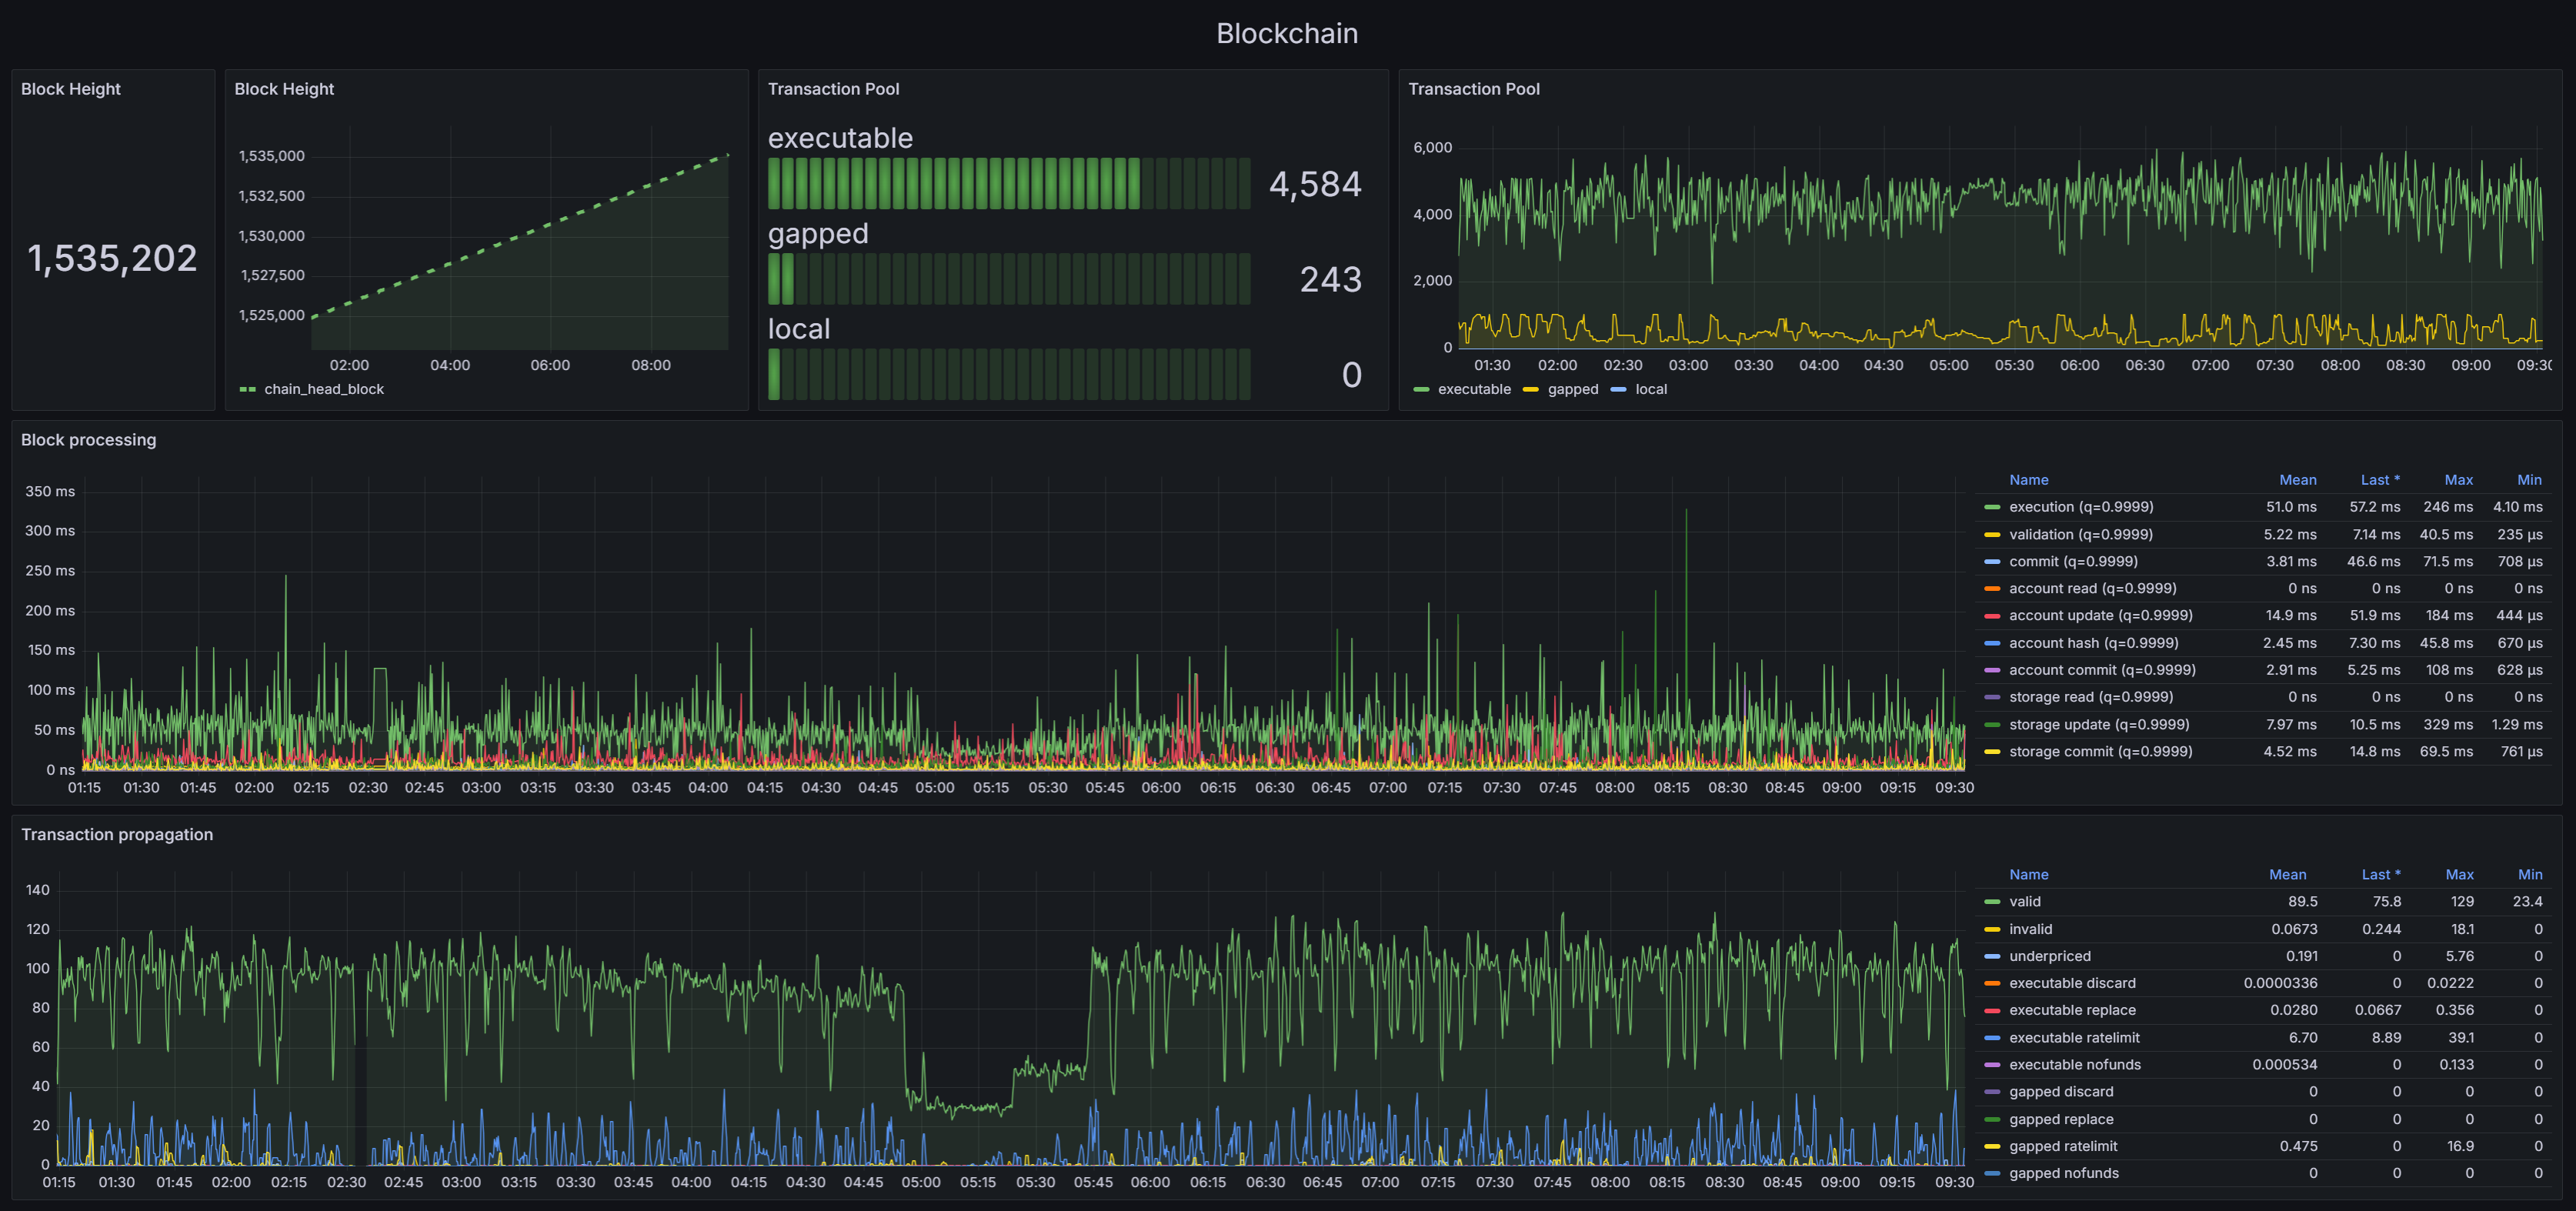 Blockchain
Block Height
1,535,202
Block Height
1,535,000
1,532,500
1,530,000
1,527,500
1,525,000
02:00 04:00 06:00 08:00
chain_head_block
Transaction Pool
executable
4,584
gapped
243
local
0
Transaction Pool
6,000
4,000
2,000
0
01:30 02:00 02:30 03:00 03:30 04:00 04:30 05:00 05:30 06:00 06:30 07:00 07:30 08:00 08:30 09:00 09:30
executable gapped local
Block processing
350 ms
300 ms
250 ms
200 ms
150 ms
100 ms
50 ms
0 ns
01:15 01:30 01:45 02:00 02:15 02:30 02:45 03:00 03:15 03:30 03:45 04:00 04:15 04:30 04:45 05:00 05:15 05:30 05:45 06:00 06:15 06:30 06:45 07:00 07:15 07:30 07:45 08:00 08:15 08:30 08:45 09:00 09:15 09:30
Name Mean Last * Max Min
execution (q=0.9999) 51.0 ms 57.2 ms 246 ms 4.10 ms
validation (q=0.9999) 5.22 ms 7.14 ms 40.5 ms 235 µs
commit (q=0.9999) 3.81 ms 46.6 ms 71.5 ms 708 µs
account read (q=0.9999) 0 ns 0 ns 0 ns 0 ns
account update (q=0.9999) 14.9 ms 51.9 ms 184 ms 444 µs
account hash (q=0.9999) 2.45 ms 7.30 ms 45.8 ms 670 µs
account commit (q=0.9999) 2.91 ms 5.25 ms 108 ms 628 µs
storage read (q=0.9999) 0 ns 0 ns 0 ns 0 ns
storage update (q=0.9999) 7.97 ms 10.5 ms 329 ms 1.29 ms
storage commit (q=0.9999) 4.52 ms 14.8 ms 69.5 ms 761 µs
Transaction propagation
140
120
100
80
60
40
20
0
01:15 01:30 01:45 02:00 02:15 02:30 02:45 03:00 03:15 03:30 03:45 04:00 04:15 04:30 04:45 05:00 05:15 05:30 05:45 06:00 06:15 06:30 06:45 07:00 07:15 07:30 07:45 08:00 08:15 08:30 08:45 09:00 09:15 09:30
Name Mean Last * Max Min
valid 89.5 75.8 129 23.4
invalid 0.0673 0.244 18.1 0
underpriced 0.191 0 5.76 0
executable discard 0.0000336 0 0.0222 0
executable replace 0.0280 0.0667 0.356 0
executable ratelimit 6.70 8.89 39.1 0
executable nofunds 0.000534 0 0.133 0
gapped discard 0 0 0 0
gapped replace 0 0 0 0
gapped ratelimit 0.475 0 16.9 0
gapped nofunds 0 0 0 0